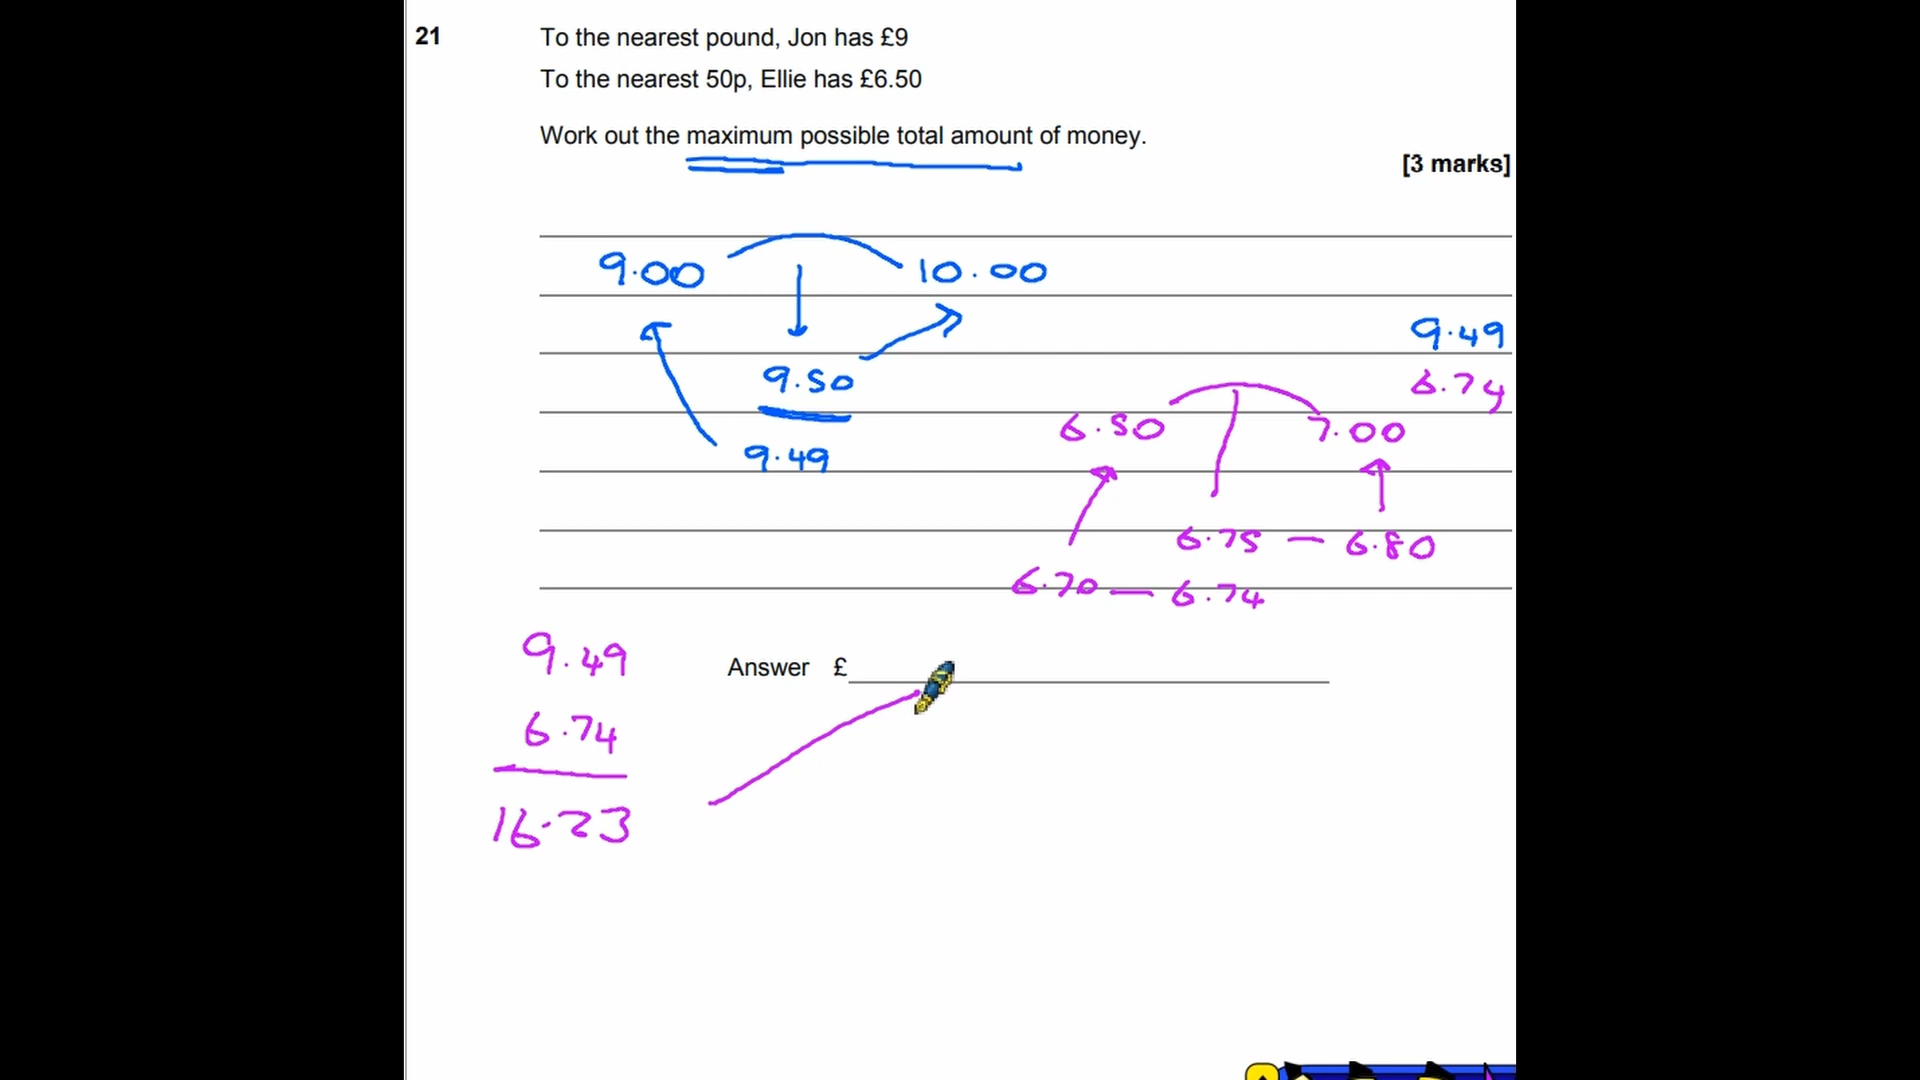 21 To the nearest pound, Jon has £9
To the nearest 50p, Ellie has £6.50
Work out the maximum possible total amount of money.
[3 marks]
9.00 10.00
9.49
9.50
6.74
6.50 7.00
9.49
6.75 — 6.80
6.70 — 6.74
9.49
Answer £
6.74
16.23